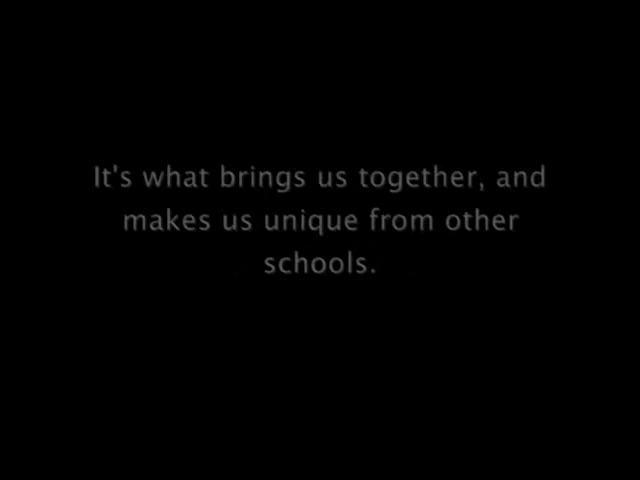 It's what brings us together, and
makes us unique from other
schools.